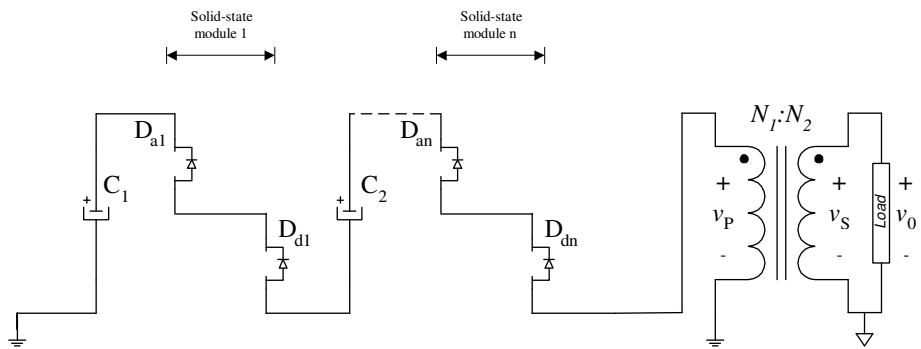 Solid-state
module 1
Solid-state
module n
D_a1
D_an
N_1:N_2
+
C_1
+
C_2
D_d1
D_dn
+
v_P
-
+
v_S
-
Load
+
v_0
-